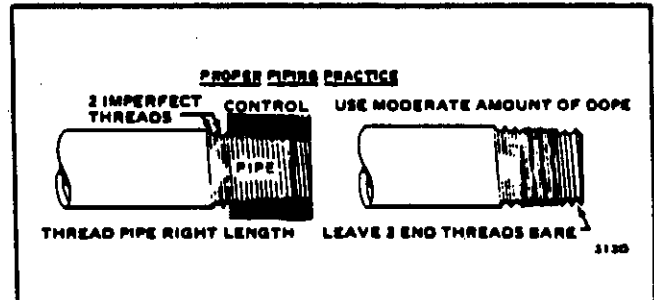 PROPER PIPING PRACTICE
2 IMPERFECT THREADS
CONTROL
PIPE
THREAD PIPE RIGHT LENGTH
USE MODERATE AMOUNT OF DOPE
LEAVE 2 END THREADS BARE